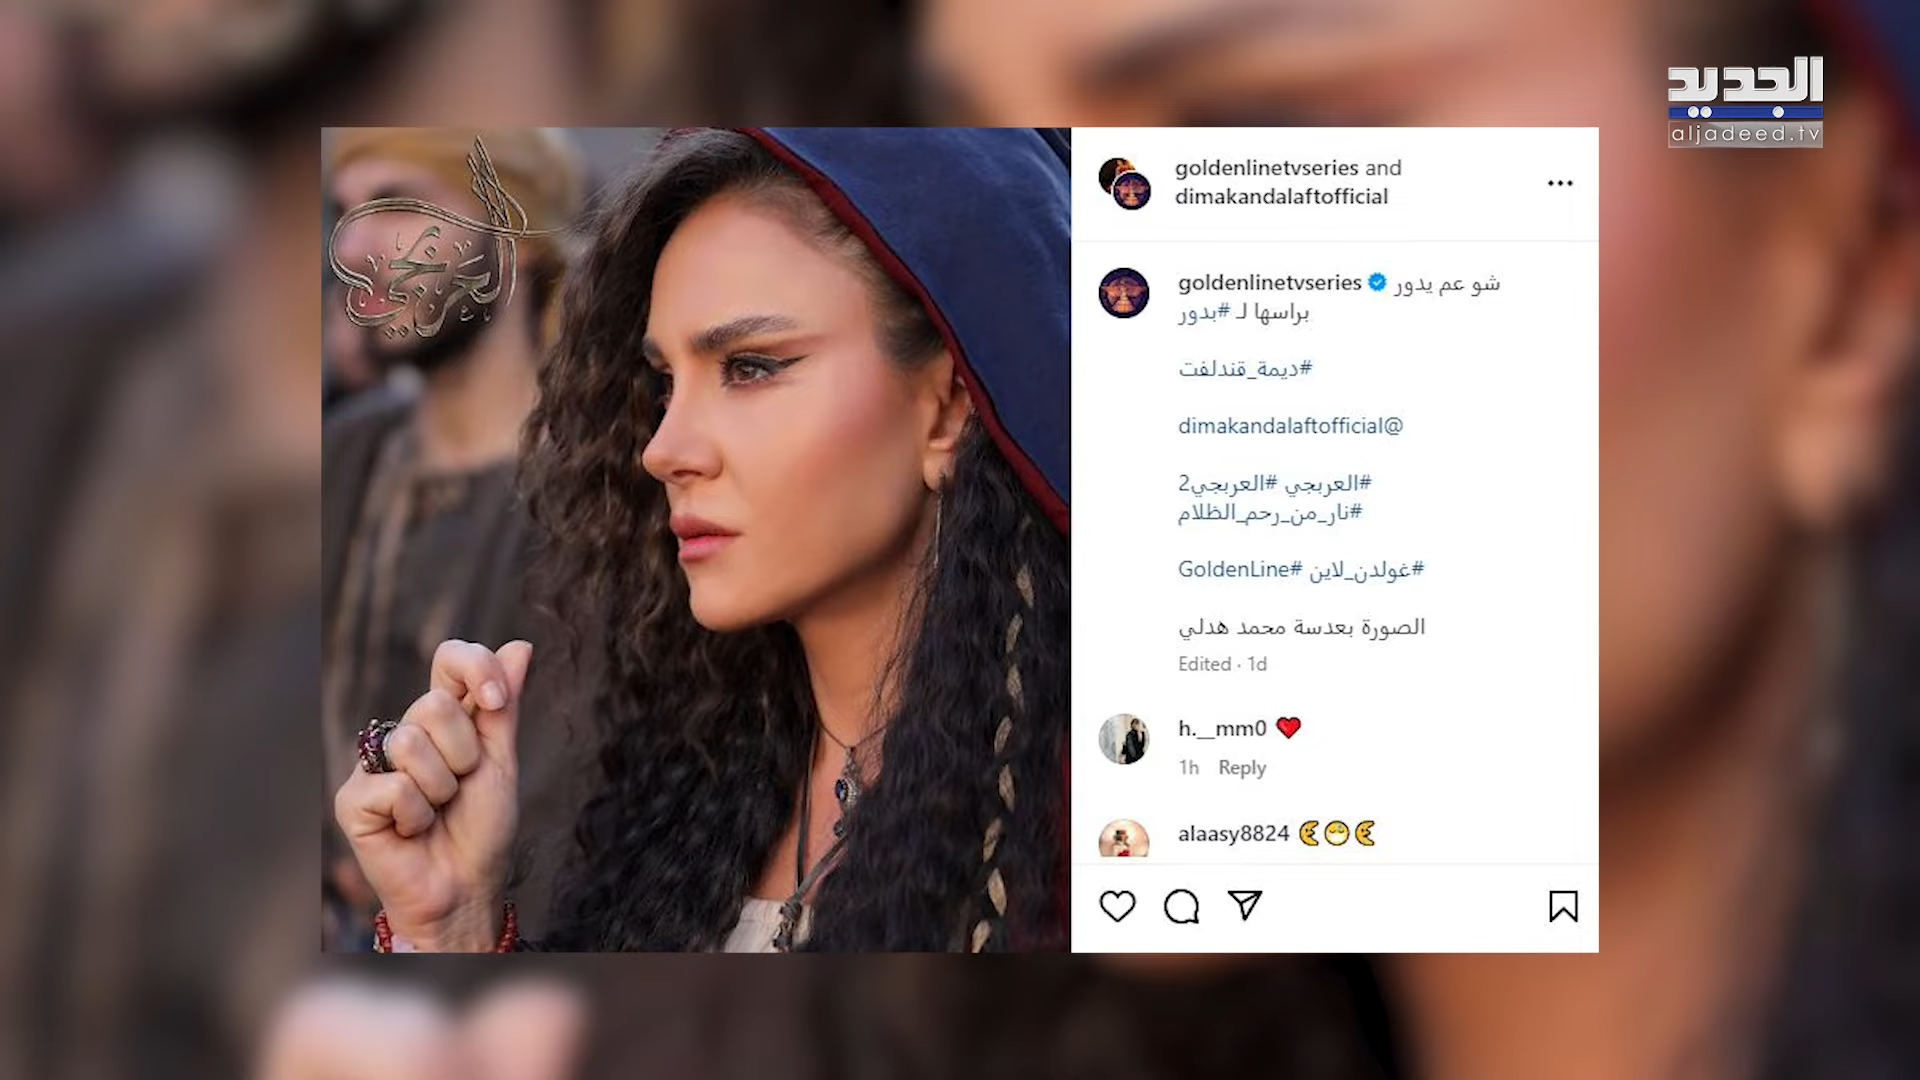 الجديد
aljadeed.tv
العربجي
goldenlinetvseries and
dimakandalaftofficial
goldenlinetvseries شو عم يدور
براسها لـ #بدور
#ديمة_قندلفت
dimakandalaftofficial@
#العربجي #العربجي2
#نار_من_رحم_الظلام
#غولدن_لاين #GoldenLine
الصورة بعدسة محمد هدلي
Edited · 1d
h.__mm0 ❤️
1h Reply
alaasy8824